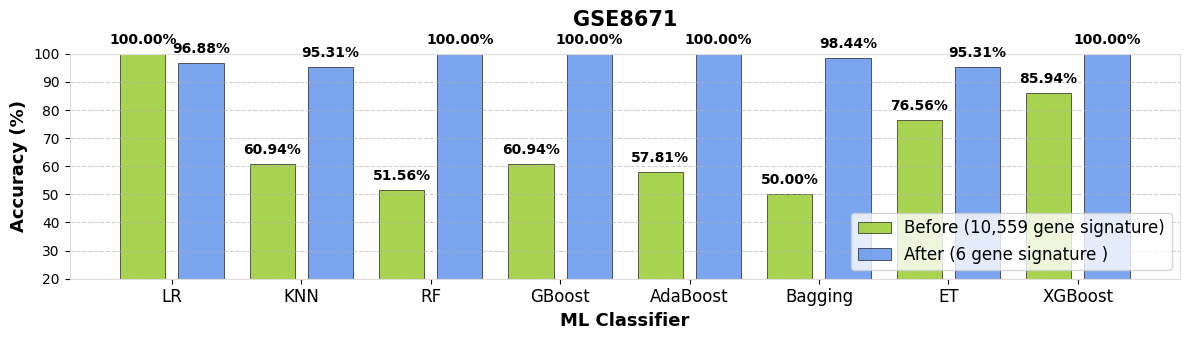 GSE8671
100.00% 96.88% 60.94% 95.31% 51.56% 100.00% 60.94% 100.00% 57.81% 100.00% 50.00% 98.44% 76.56% 95.31% 85.94% 100.00%
Accuracy (%)
100
90
80
70
60
50
40
30
20
Before (10,559 gene signature)
After (6 gene signature )
LR KNN RF GBoost AdaBoost Bagging ET XGBoost
ML Classifier